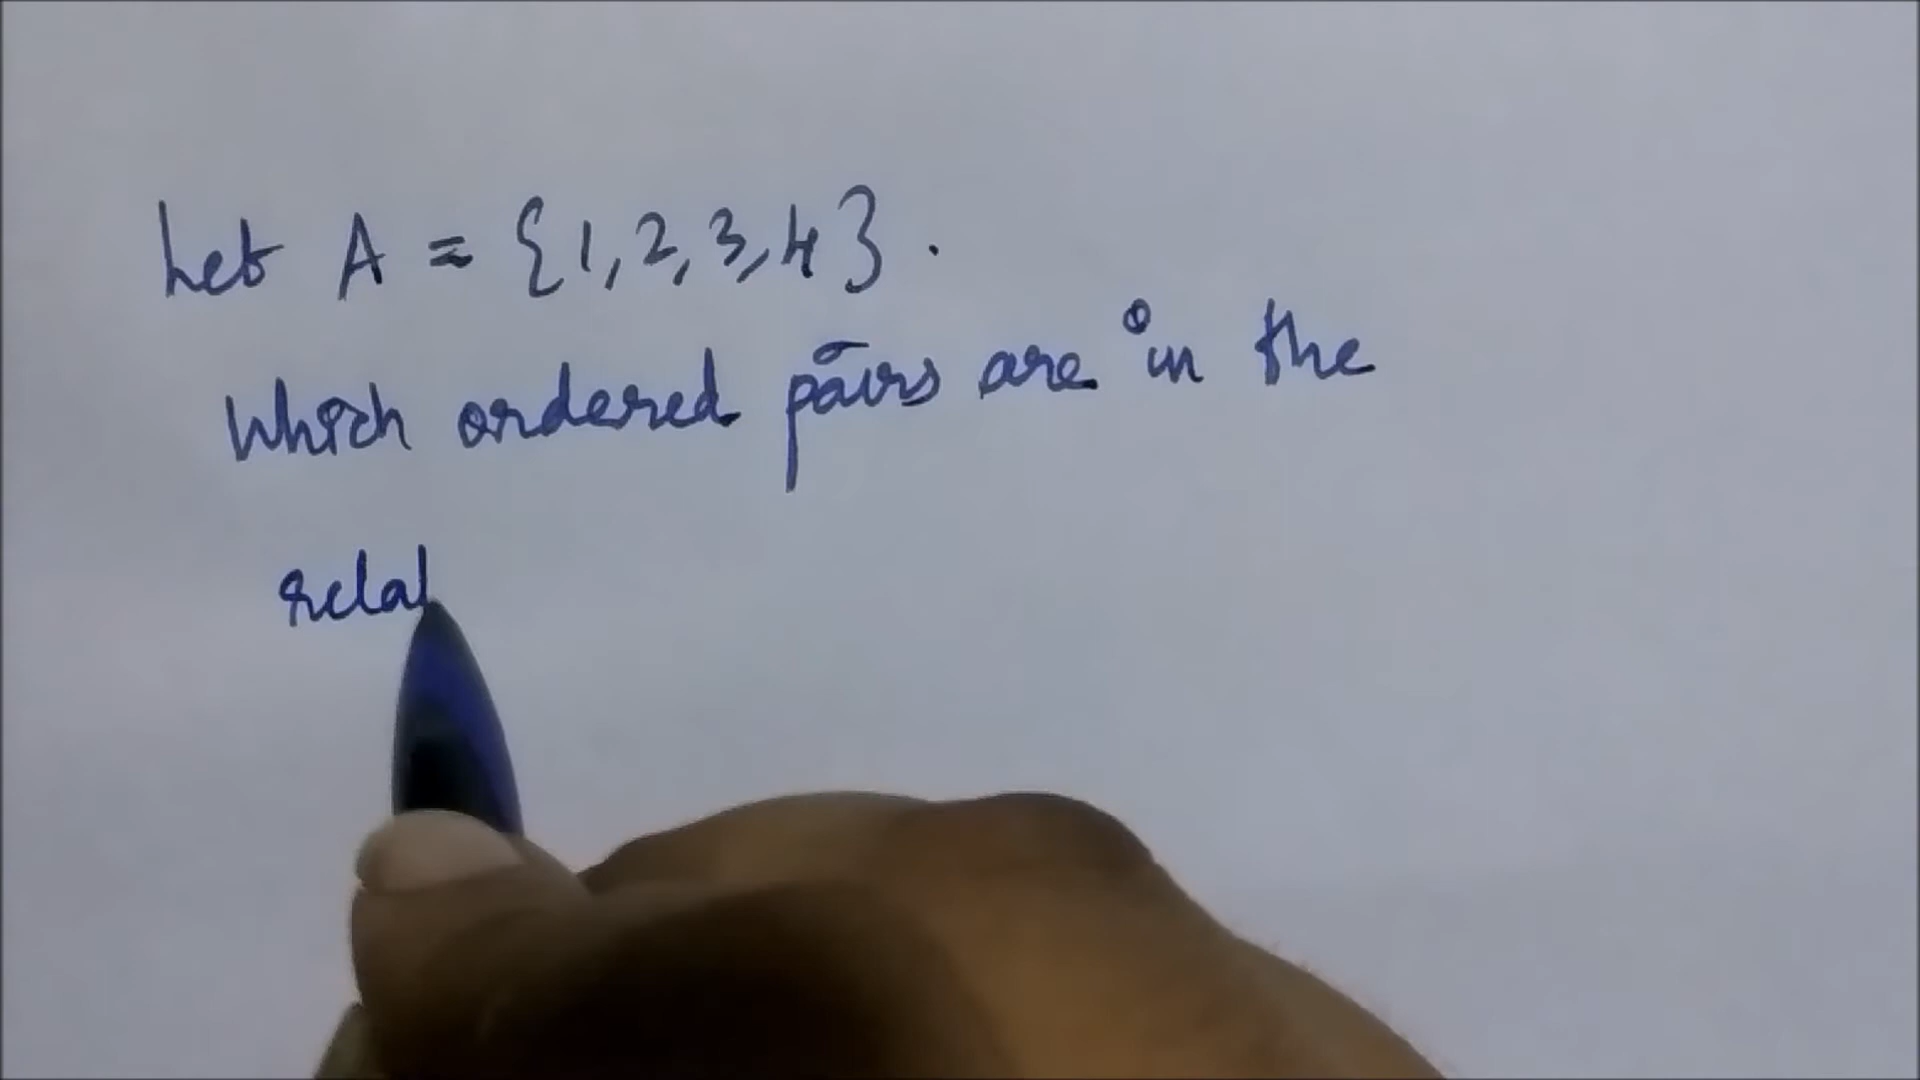 Let A = {1,2,3,4}.
Which ordered pairs are in the
relat